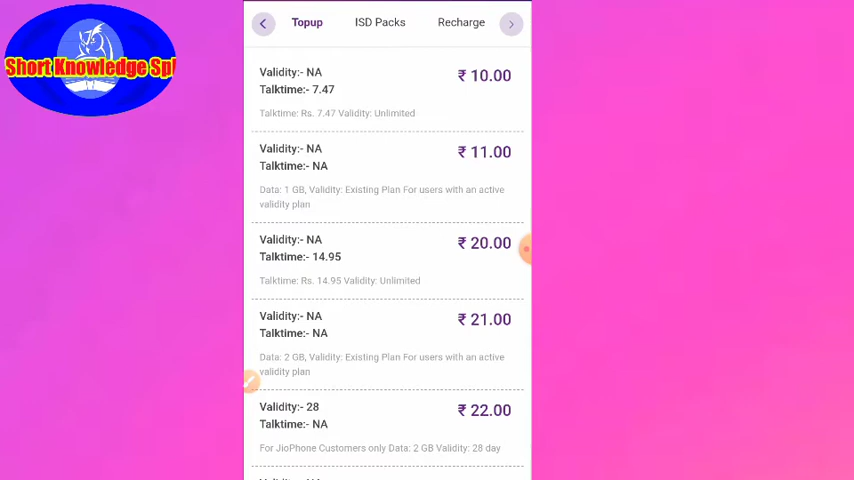 Short Knowledge
Topup ISD Packs Recharge
Validity:- NA
₹ 10.00
Talktime:- 7.47
Talktime: Rs. 7.47 Validity: Unlimited
Validity:- NA
₹ 11.00
Talktime:- NA
Data: 1 GB, Validity: Existing Plan For users with an active
validity plan
Validity:- NA
₹ 20.00
Talktime:- 14.95
Talktime: Rs. 14.95 Validity: Unlimited
Validity:- NA
₹ 21.00
Talktime:- NA
Data: 2 GB, Validity: Existing Plan For users with an active
validity plan
Validity:- 28
₹ 22.00
Talktime:- NA
For JioPhone Customers only Data: 2 GB Validity: 28 day